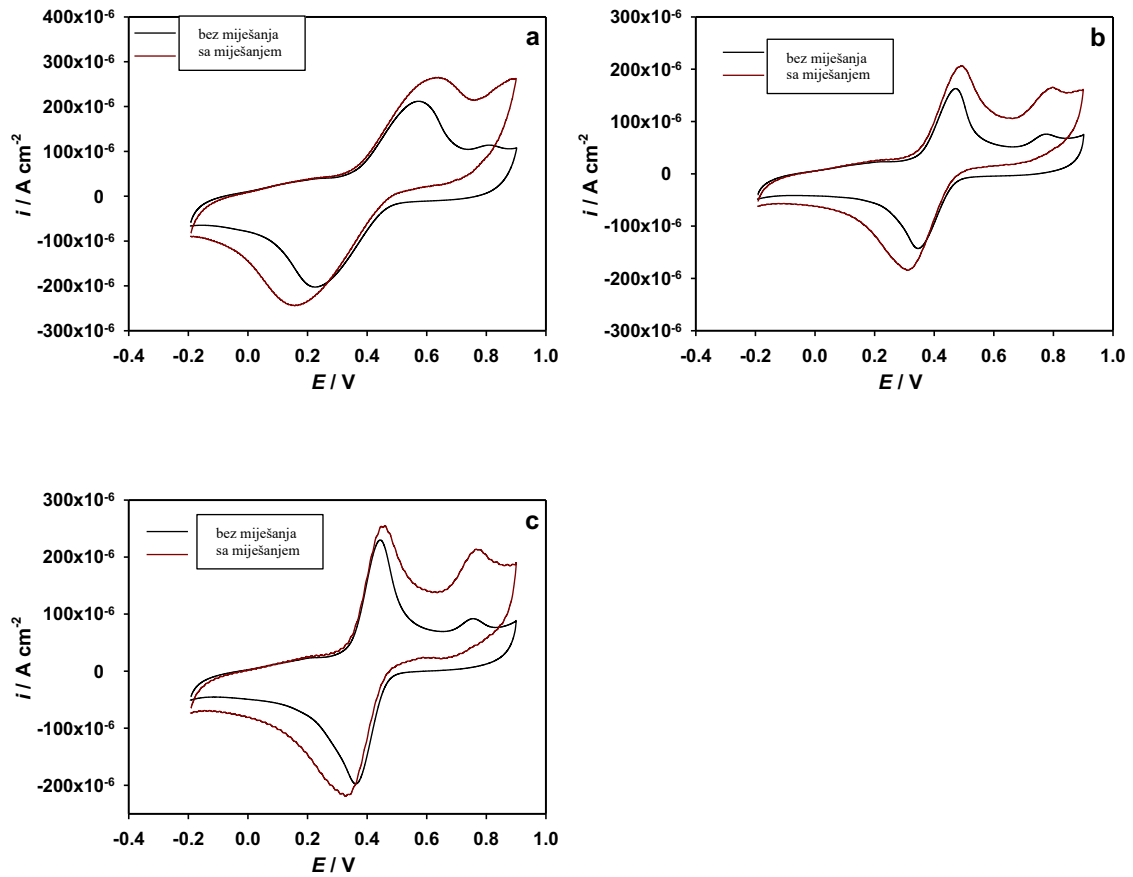 a
bez miješanja
sa miješanjem
i / A cm-2
400x10-6
300x10-6
200x10-6
100x10-6
0
-100x10-6
-200x10-6
-300x10-6
-0.4 -0.2 0.0 0.2 0.4 0.6 0.8 1.0
E / V
b
bez miješanja
sa miješanjem
i / A cm-2
300x10-6
200x10-6
100x10-6
0
-100x10-6
-200x10-6
-300x10-6
-0.4 -0.2 0.0 0.2 0.4 0.6 0.8 1.0
E / V
c
bez miješanja
sa miješanjem
i / A cm-2
300x10-6
200x10-6
100x10-6
0
-100x10-6
-200x10-6
-0.4 -0.2 0.0 0.2 0.4 0.6 0.8 1.0
E / V